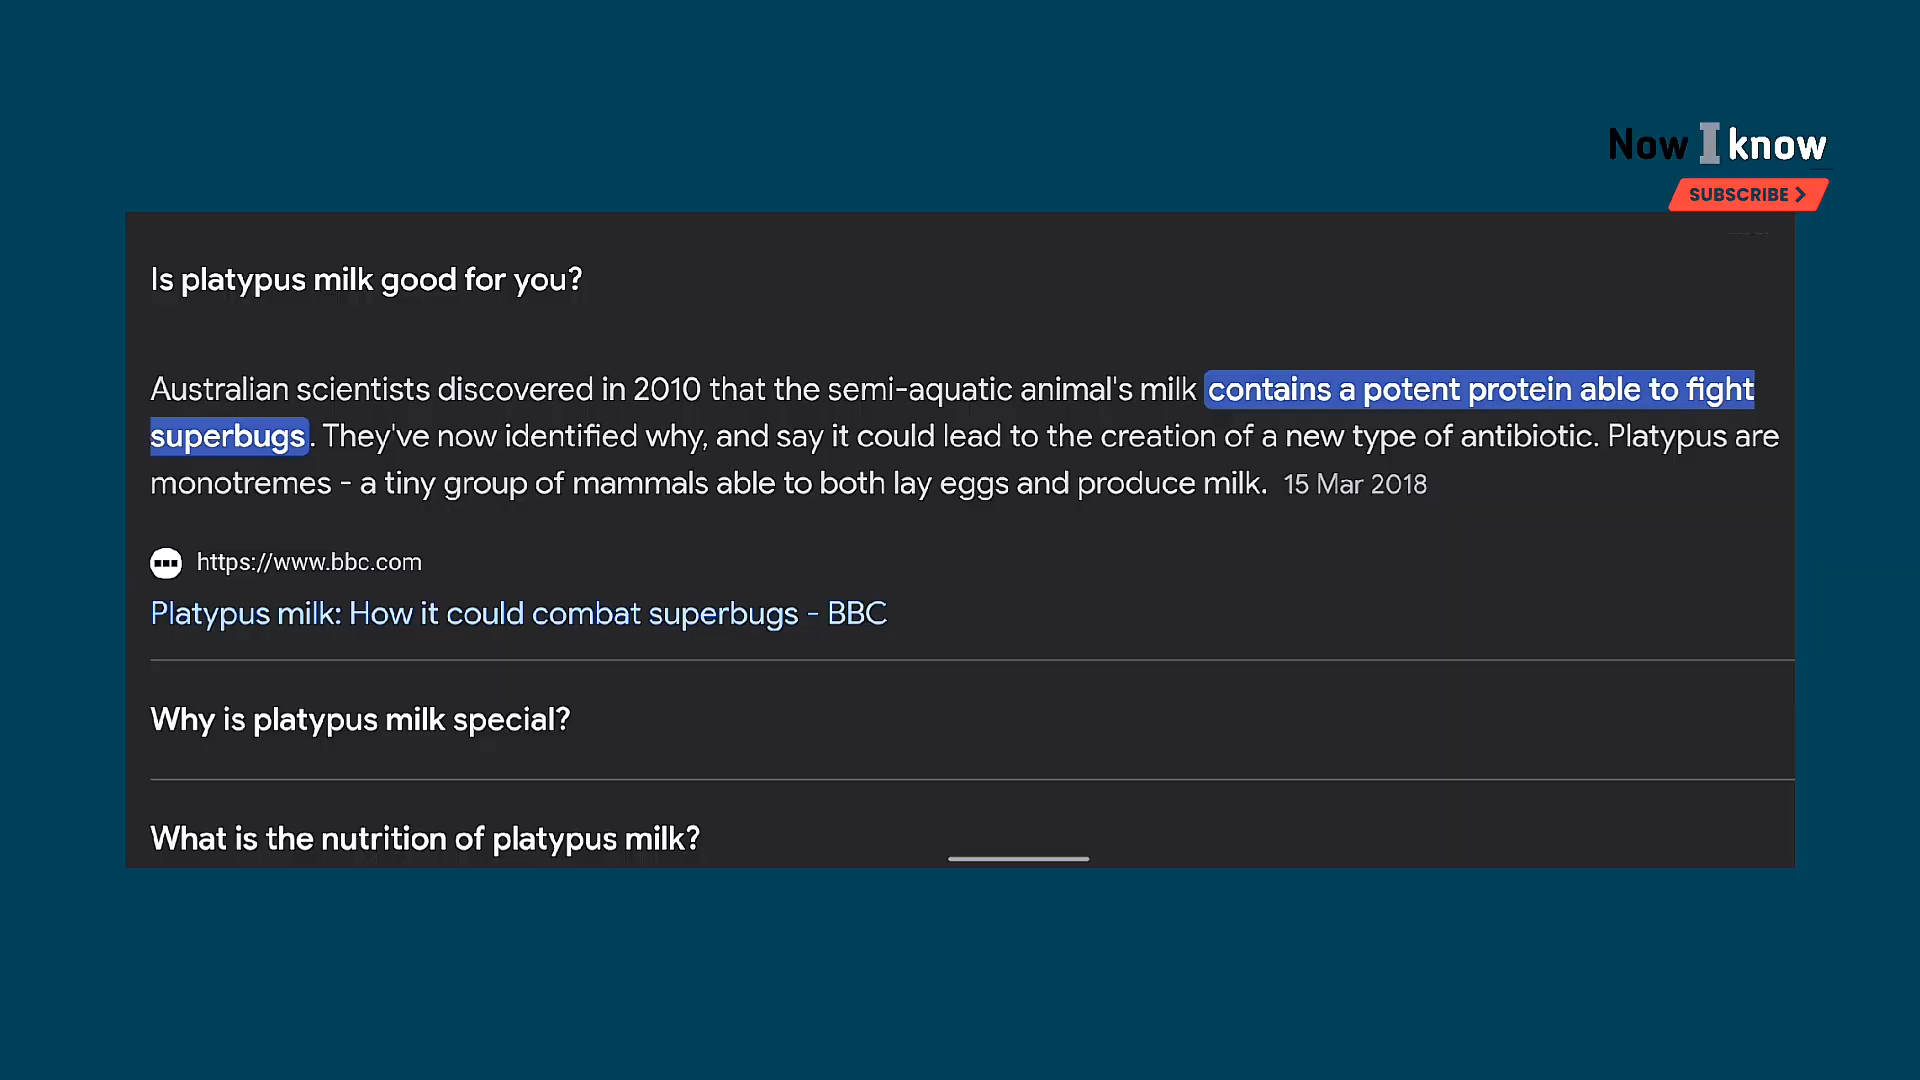 Now I know
SUBSCRIBE
Is platypus milk good for you?
Australian scientists discovered in 2010 that the semi-aquatic animal's milk contains a potent protein able to fight
superbugs. They've now identified why, and say it could lead to the creation of a new type of antibiotic. Platypus are
monotremes - a tiny group of mammals able to both lay eggs and produce milk. 15 Mar 2018
https://www.bbc.com
Platypus milk: How it could combat superbugs - BBC
Why is platypus milk special?
What is the nutrition of platypus milk?